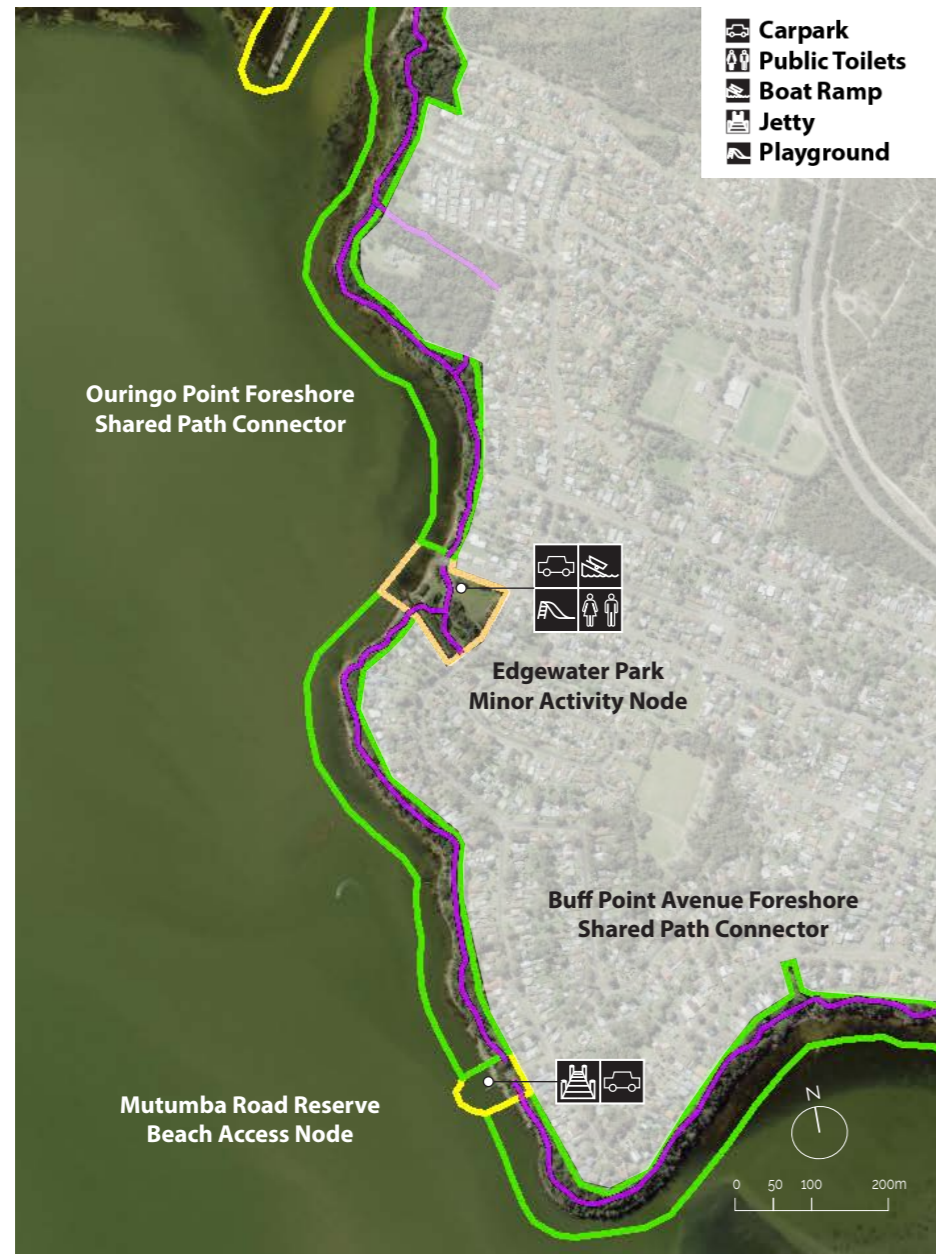 Carpark
Public Toilets
Boat Ramp
Jetty
Playground
Ouringo Point Foreshore
Shared Path Connector
Edgewater Park
Minor Activity Node
Buff Point Avenue Foreshore
Shared Path Connector
Mutumba Road Reserve
Beach Access Node
N
0 50 100 200m